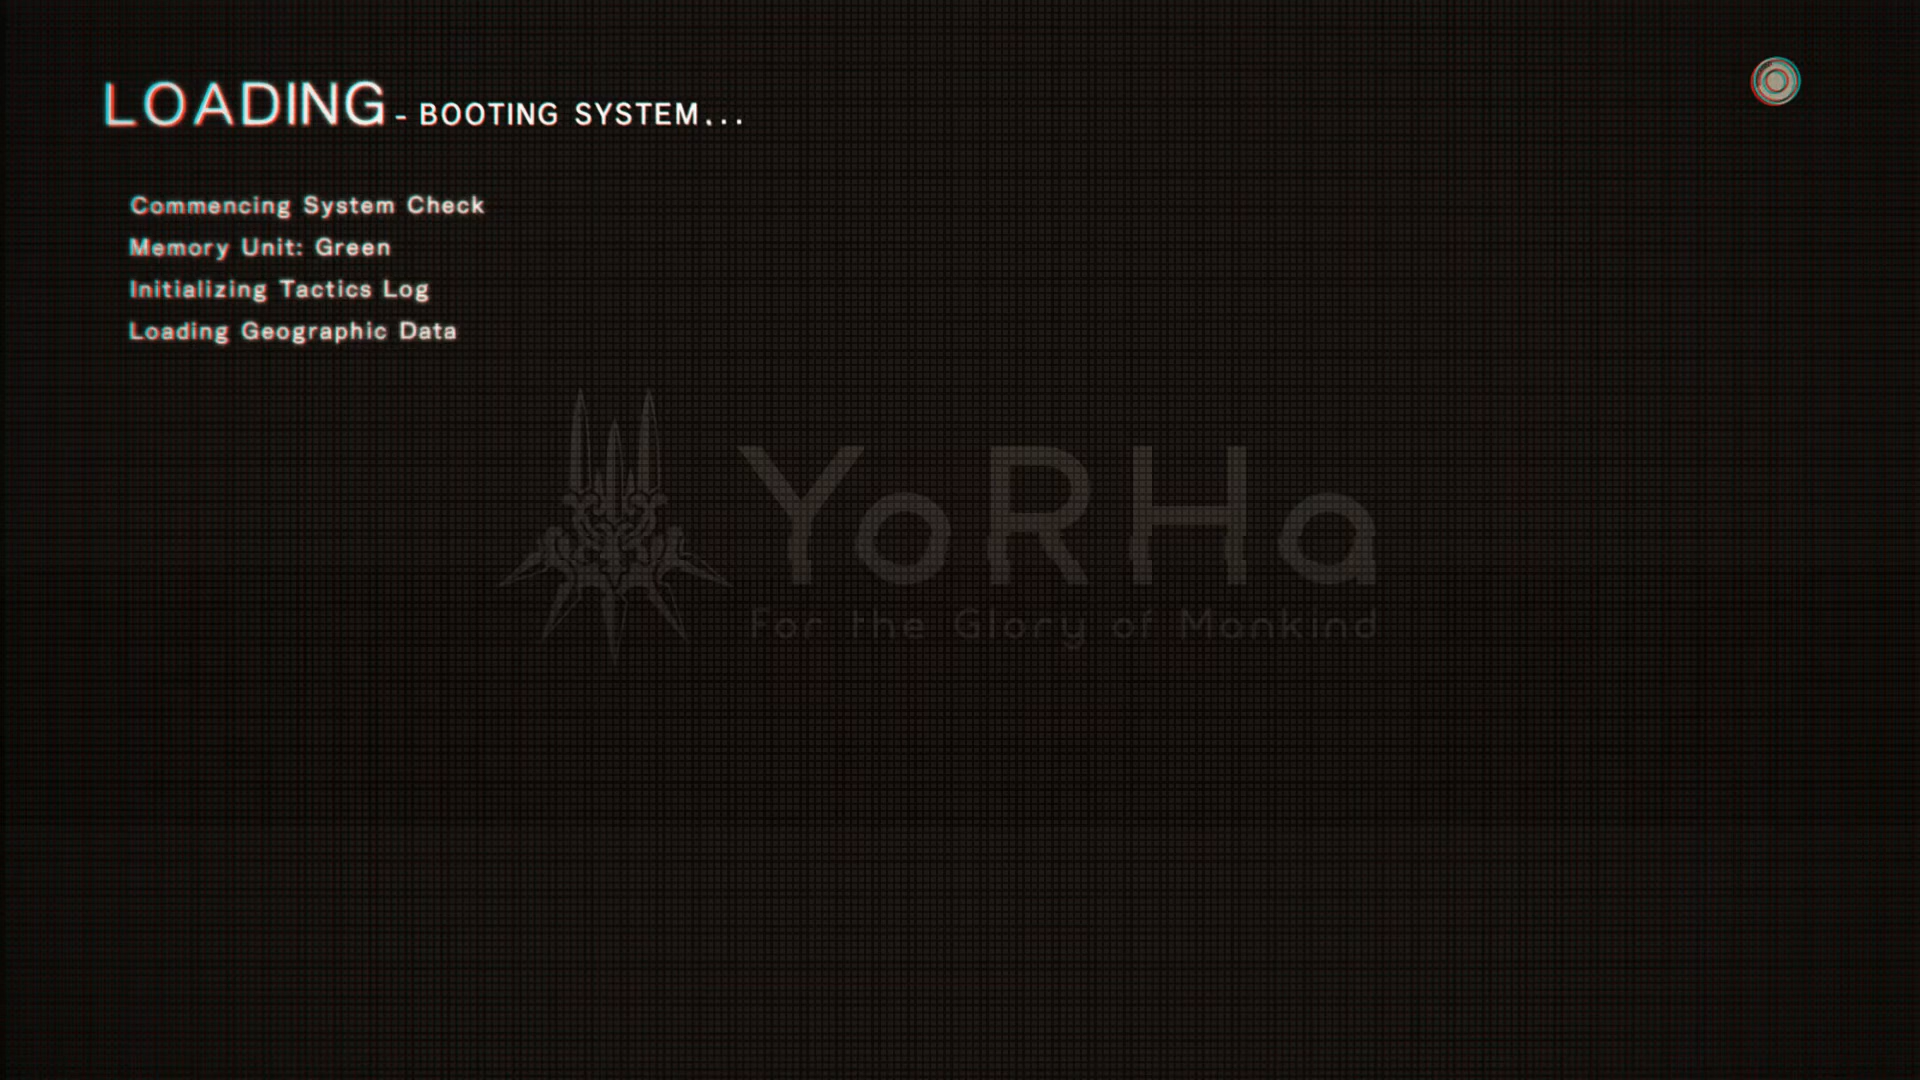 LOADING - BOOTING SYSTEM...
Commencing System Check
Memory Unit: Green
Initializing Tactics Log
Loading Geographic Data
YoRHa
For the Glory of Mankind